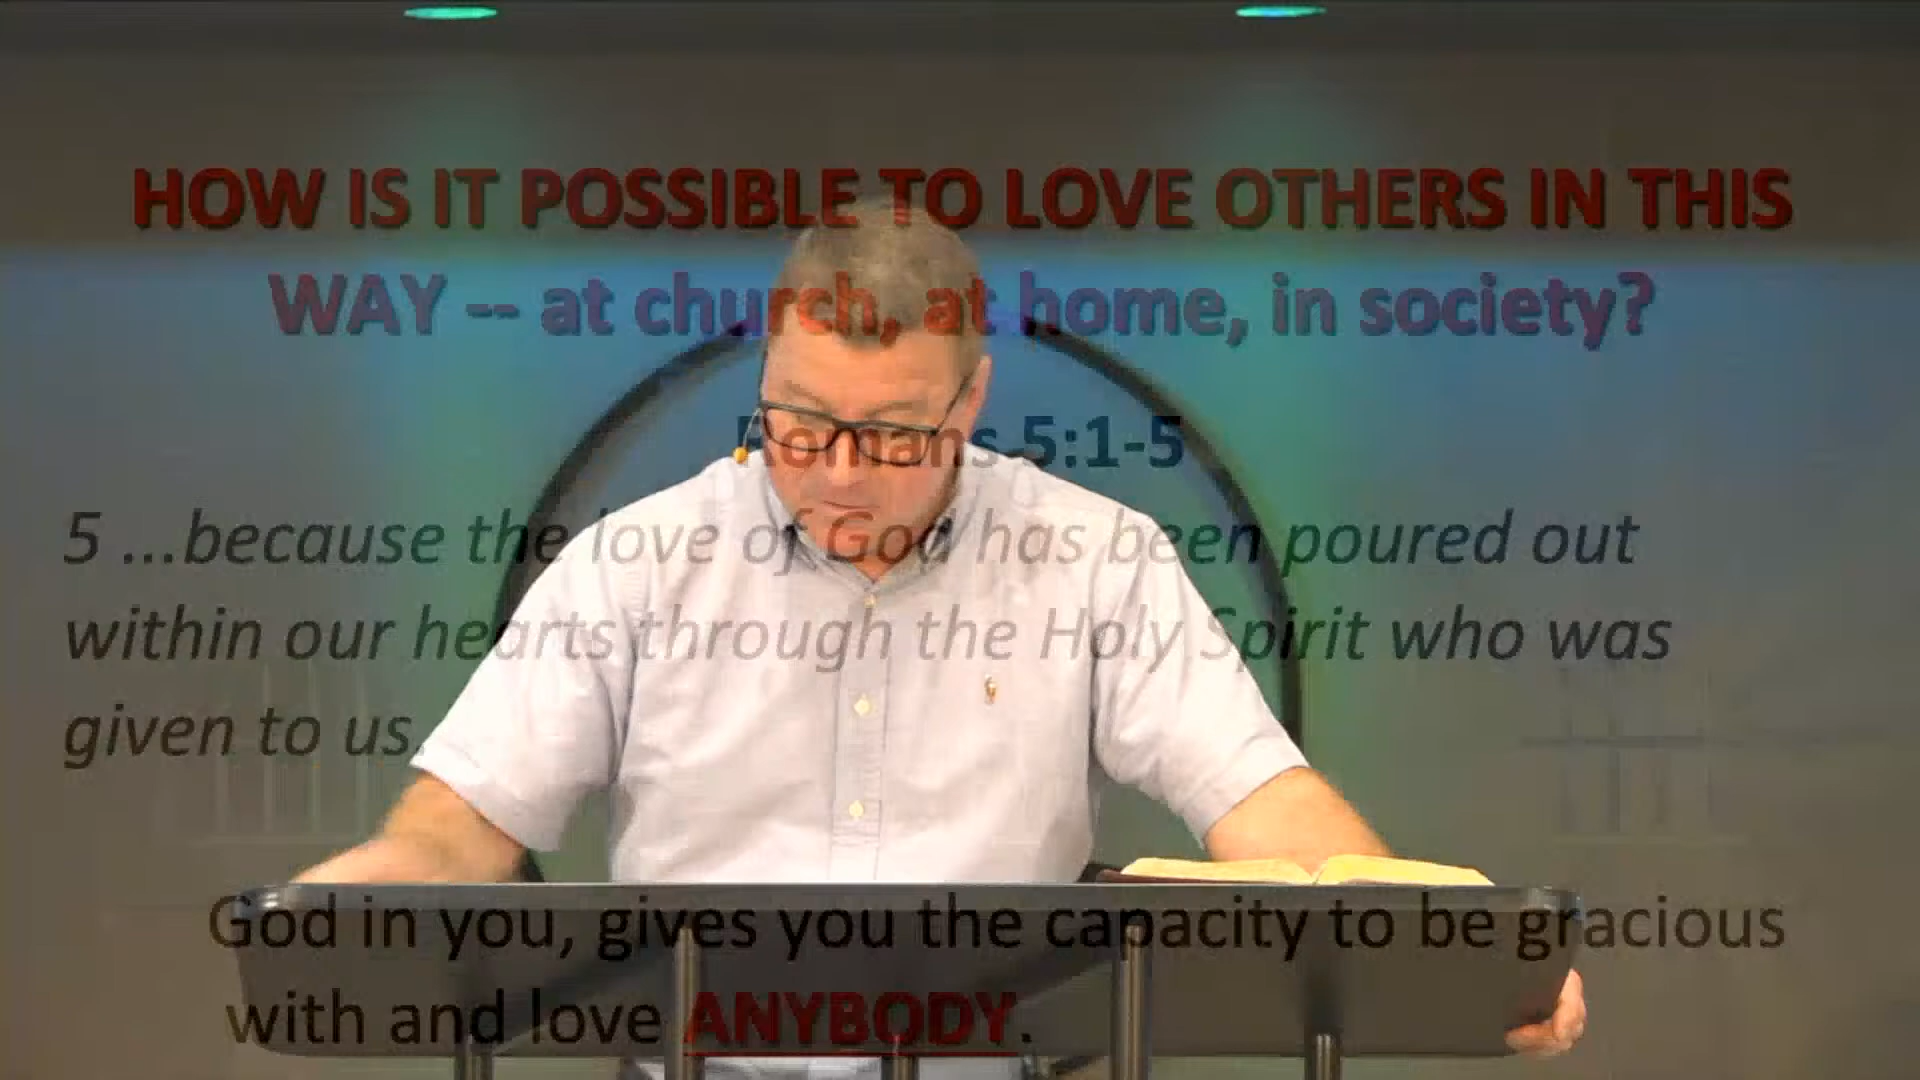 HOW IS IT POSSIBLE TO LOVE OTHERS IN THIS
WAY -- at church, at home, in society?
Romans 5:1-5
5 ...because the love of God has been poured out
within our hearts through the Holy Spirit who was
given to us.
God in you, gives you the capacity to be gracious
with and love ANYBODY.